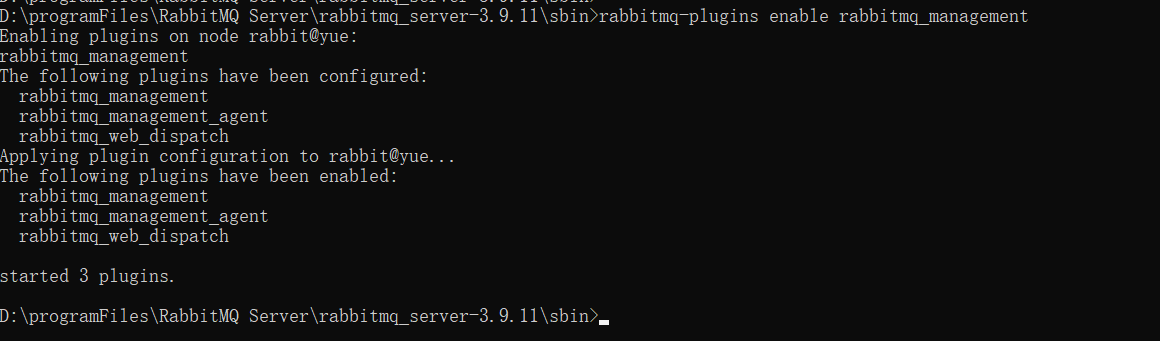 D:\programFiles\RabbitMQ Server\rabbitmq_server-3.9.11\sbin>rabbitmq-plugins enable rabbitmq_management
Enabling plugins on node rabbit@yue:
rabbitmq_management
The following plugins have been configured:
  rabbitmq_management
  rabbitmq_management_agent
  rabbitmq_web_dispatch
Applying plugin configuration to rabbit@yue...
The following plugins have been enabled:
  rabbitmq_management
  rabbitmq_management_agent
  rabbitmq_web_dispatch
started 3 plugins.
D:\programFiles\RabbitMQ Server\rabbitmq_server-3.9.11\sbin>